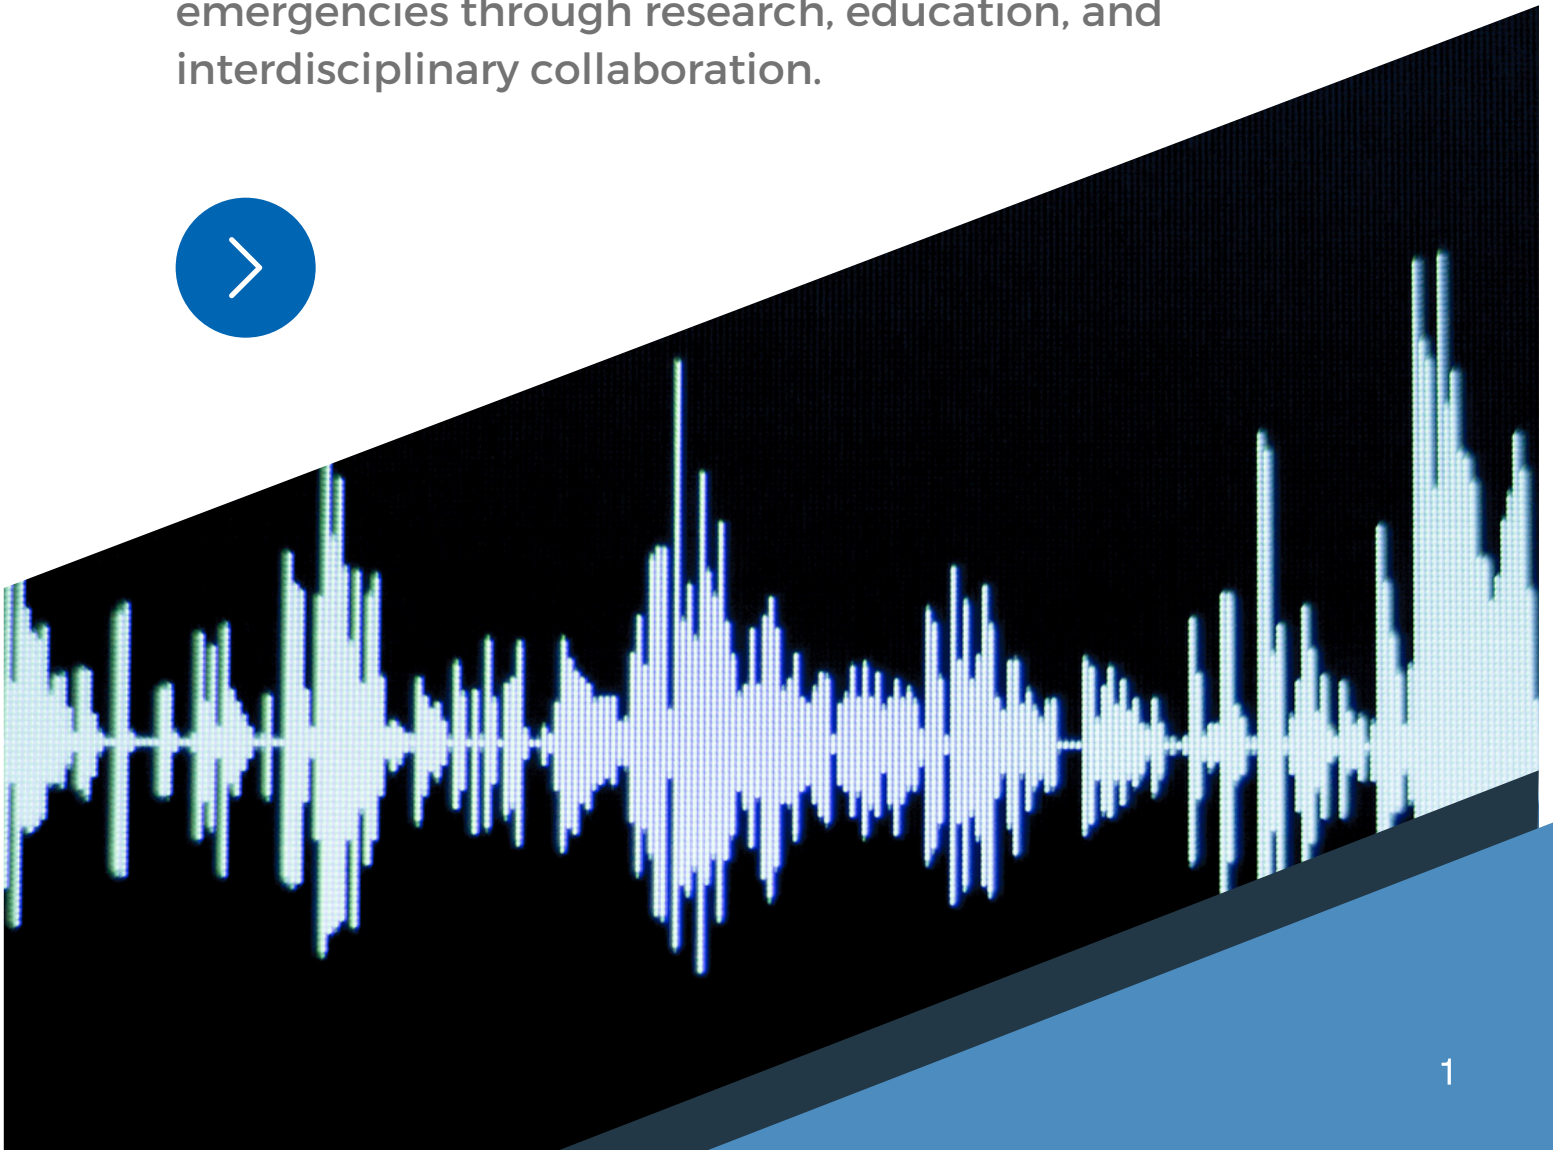 emergencies through research, education, and
interdisciplinary collaboration.
1